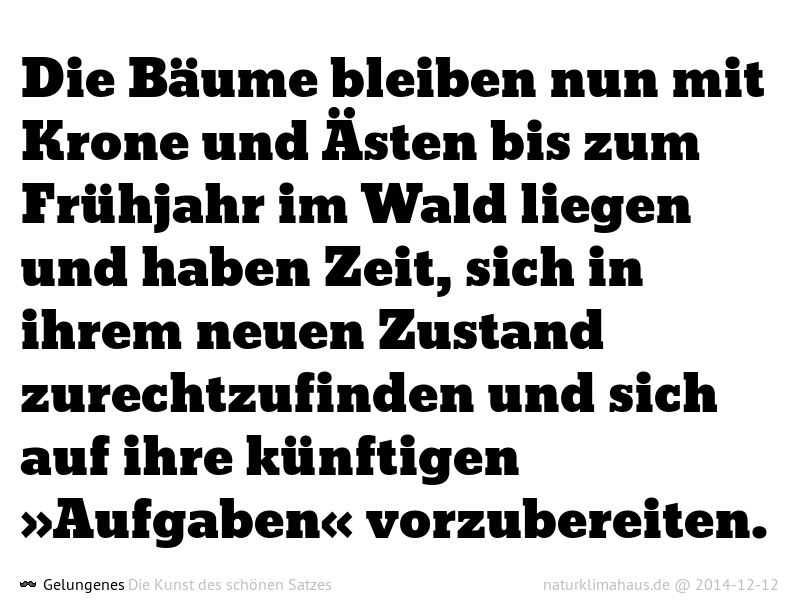 Die Bäume bleiben nun mit
Krone und Ästen bis zum
Frühjahr im Wald liegen
und haben Zeit, sich in
ihrem neuen Zustand
zurechtzufinden und sich
auf ihre künftigen
»Aufgaben« vorzubereiten.
Gelungenes Die Kunst des schönen Satzes
naturklimahaus.de @ 2014-12-12